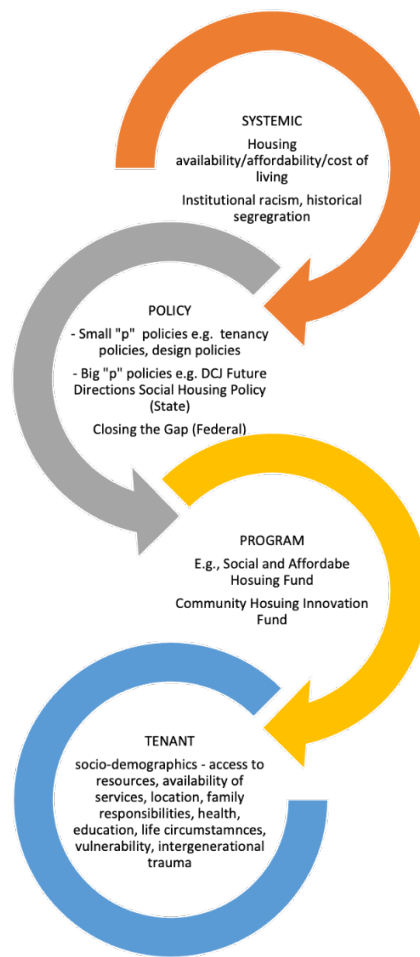 SYSTEMIC
Housing
availability/affordability/cost of
living
Institutional racism, historical
segregration
POLICY
- Small "p"  policies e.g.  tenancy
policies, design policies
- Big "p" policies e.g. DCJ Future
Directions Social Housing Policy
(State)
Closing the Gap (Federal)
PROGRAM
E.g., Social and Affordabe
Hosuing Fund
Community Hosuing Innovation
Fund
TENANT
socio-demographics - access to
resources, availability of
services, location, family
responsibilities, health,
education, life circumstamnces,
vulnerability, intergenerational
trauma